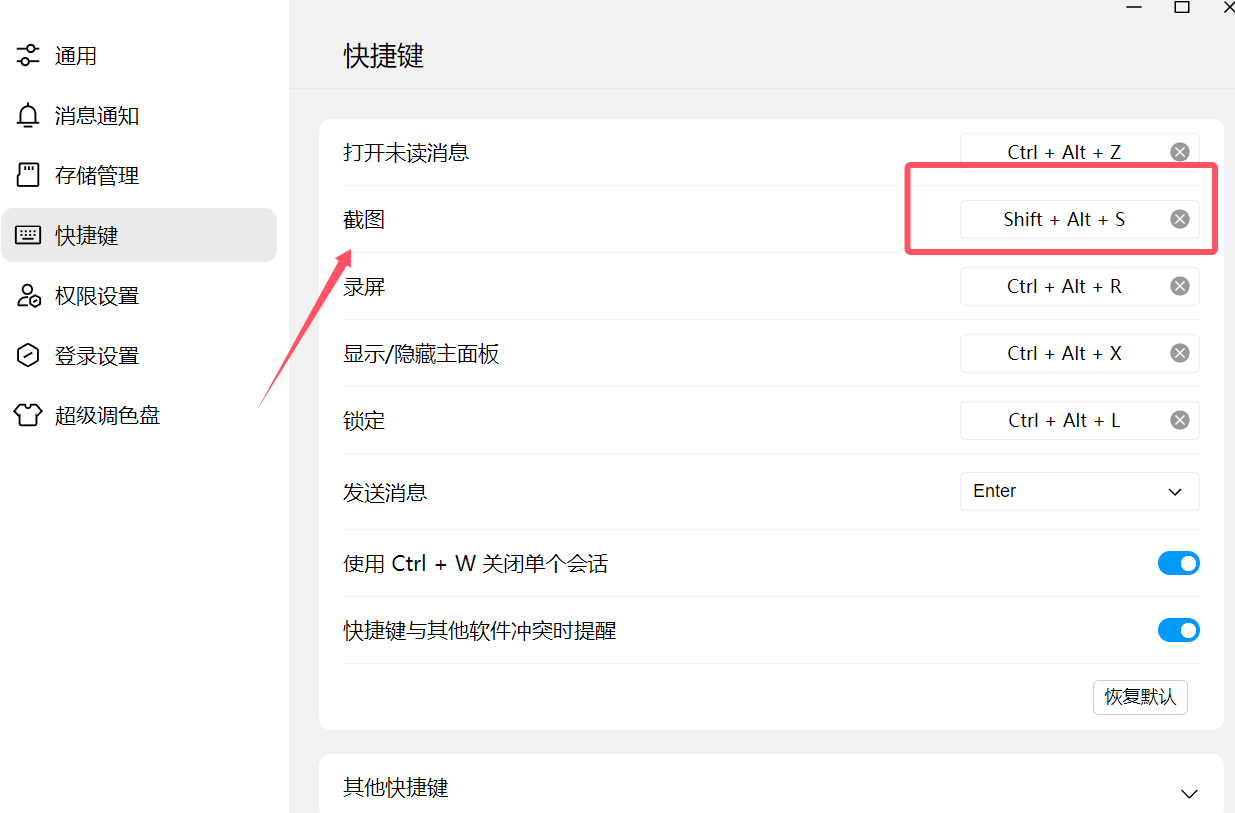 通用
消息通知
存储管理
快捷键
权限设置
登录设置
超级调色盘
快捷键
打开未读消息 Ctrl + Alt + Z
截图 Shift + Alt + S
录屏 Ctrl + Alt + R
显示/隐藏主面板 Ctrl + Alt + X
锁定 Ctrl + Alt + L
发送消息 Enter
使用 Ctrl + W 关闭单个会话
快捷键与其他软件冲突时提醒
恢复默认
其他快捷键